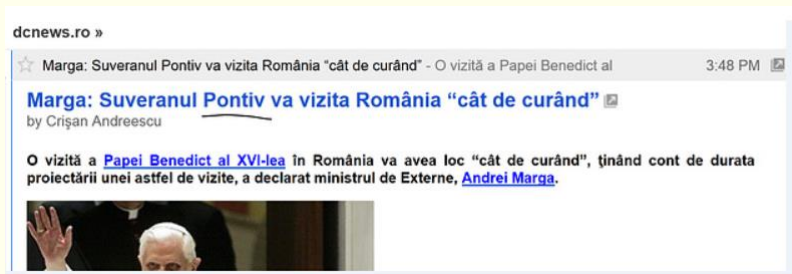 dcnews.ro »
Marga: Suveranul Pontiv va vizita România “cât de curând” - O vizită a Papei Benedict al 3:48 PM
Marga: Suveranul Pontiv va vizita România “cât de curând”
by Crişan Andreescu
O vizită a Papei Benedict al XVI-lea în România va avea loc “cât de curând”, ţinând cont de durata
proiectării unei astfel de vizite, a declarat ministrul de Externe, Andrei Marga.